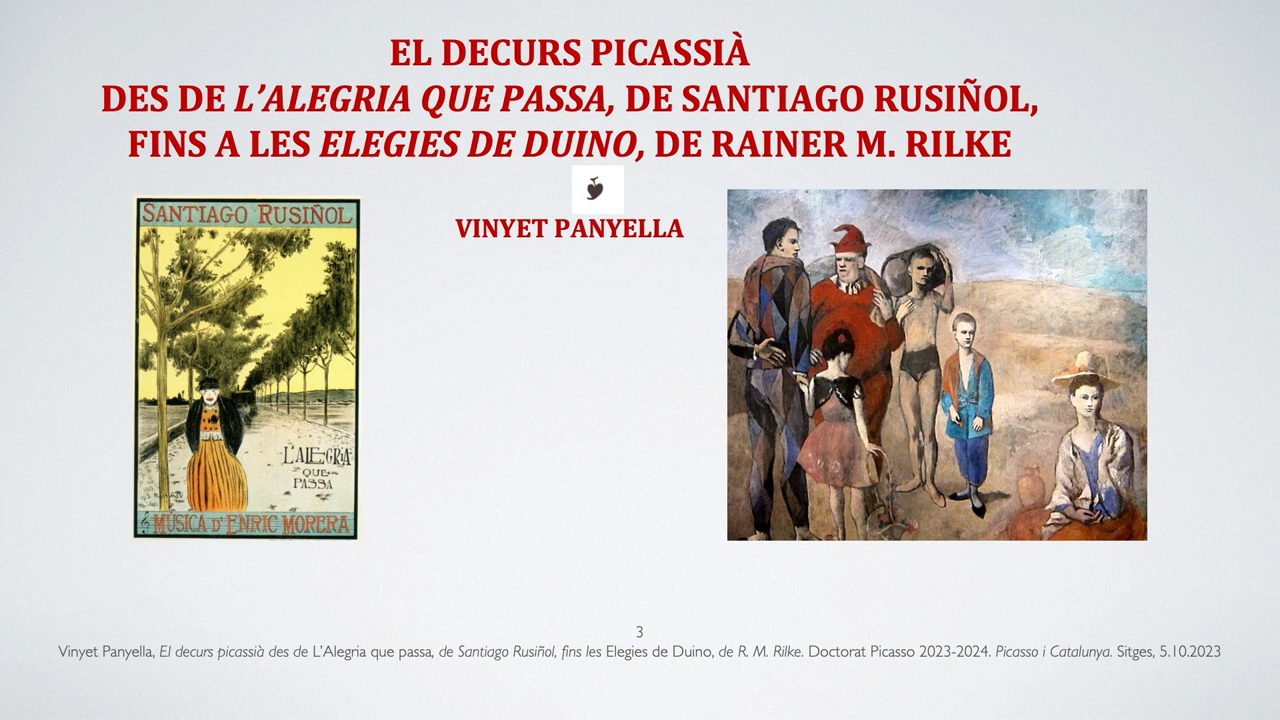 EL DECURS PICASSIÀ
DES DE L’ALEGRIA QUE PASSA, DE SANTIAGO RUSIÑOL,
FINS A LES ELEGIES DE DUINO, DE RAINER M. RILKE
VINYET PANYELLA
SANTIAGO RUSIÑOL
L'ALEGRIA
QUE
PASSA
MÚSICA D'ENRIC MORERA
3
Vinyet Panyella, El decurs picassià des de L’Alegria que passa, de Santiago Rusiñol, fins les Elegies de Duino, de R. M. Rilke. Doctorat Picasso 2023-2024. Picasso i Catalunya. Sitges, 5.10.2023